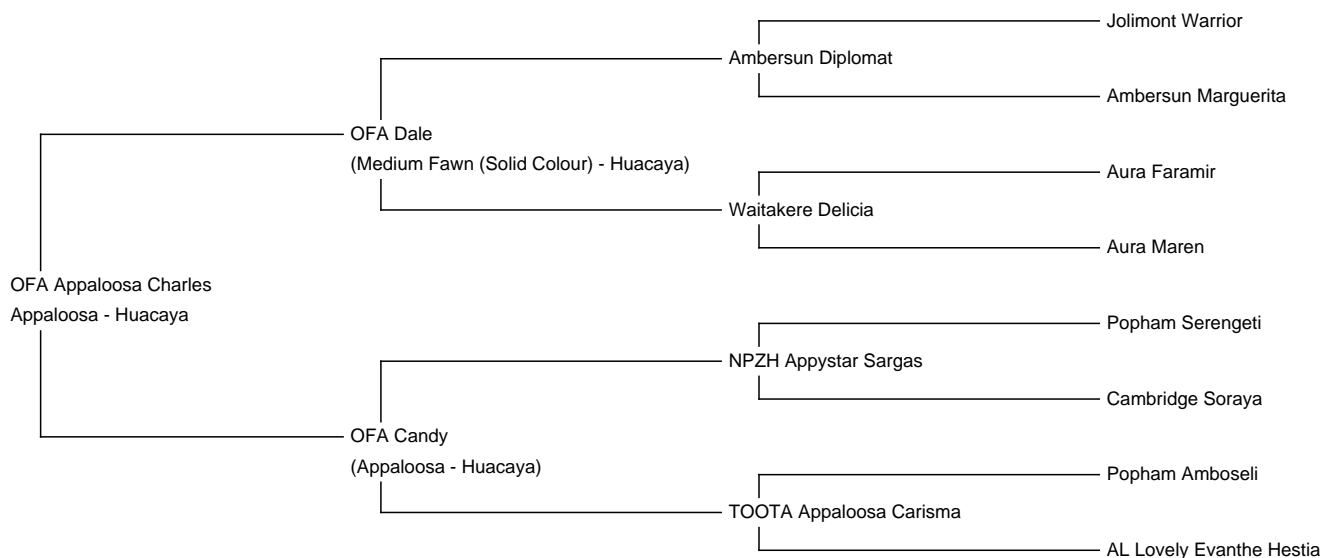 Jolimont Warrior
Ambersun Diplomat
Ambersun Marguerita
OFA Dale
(Medium Fawn (Solid Colour) - Huacaya)
Aura Faramir
Waitakere Delicia
Aura Maren
OFA Appaloosa Charles
Appaloosa - Huacaya
Popham Serengeti
NPZH Appystar Sargas
Cambridge Soraya
OFA Candy
(Appaloosa - Huacaya)
Popham Amboseli
TOOTA Appaloosa Carisma
AL Lovely Evanthe Hestia